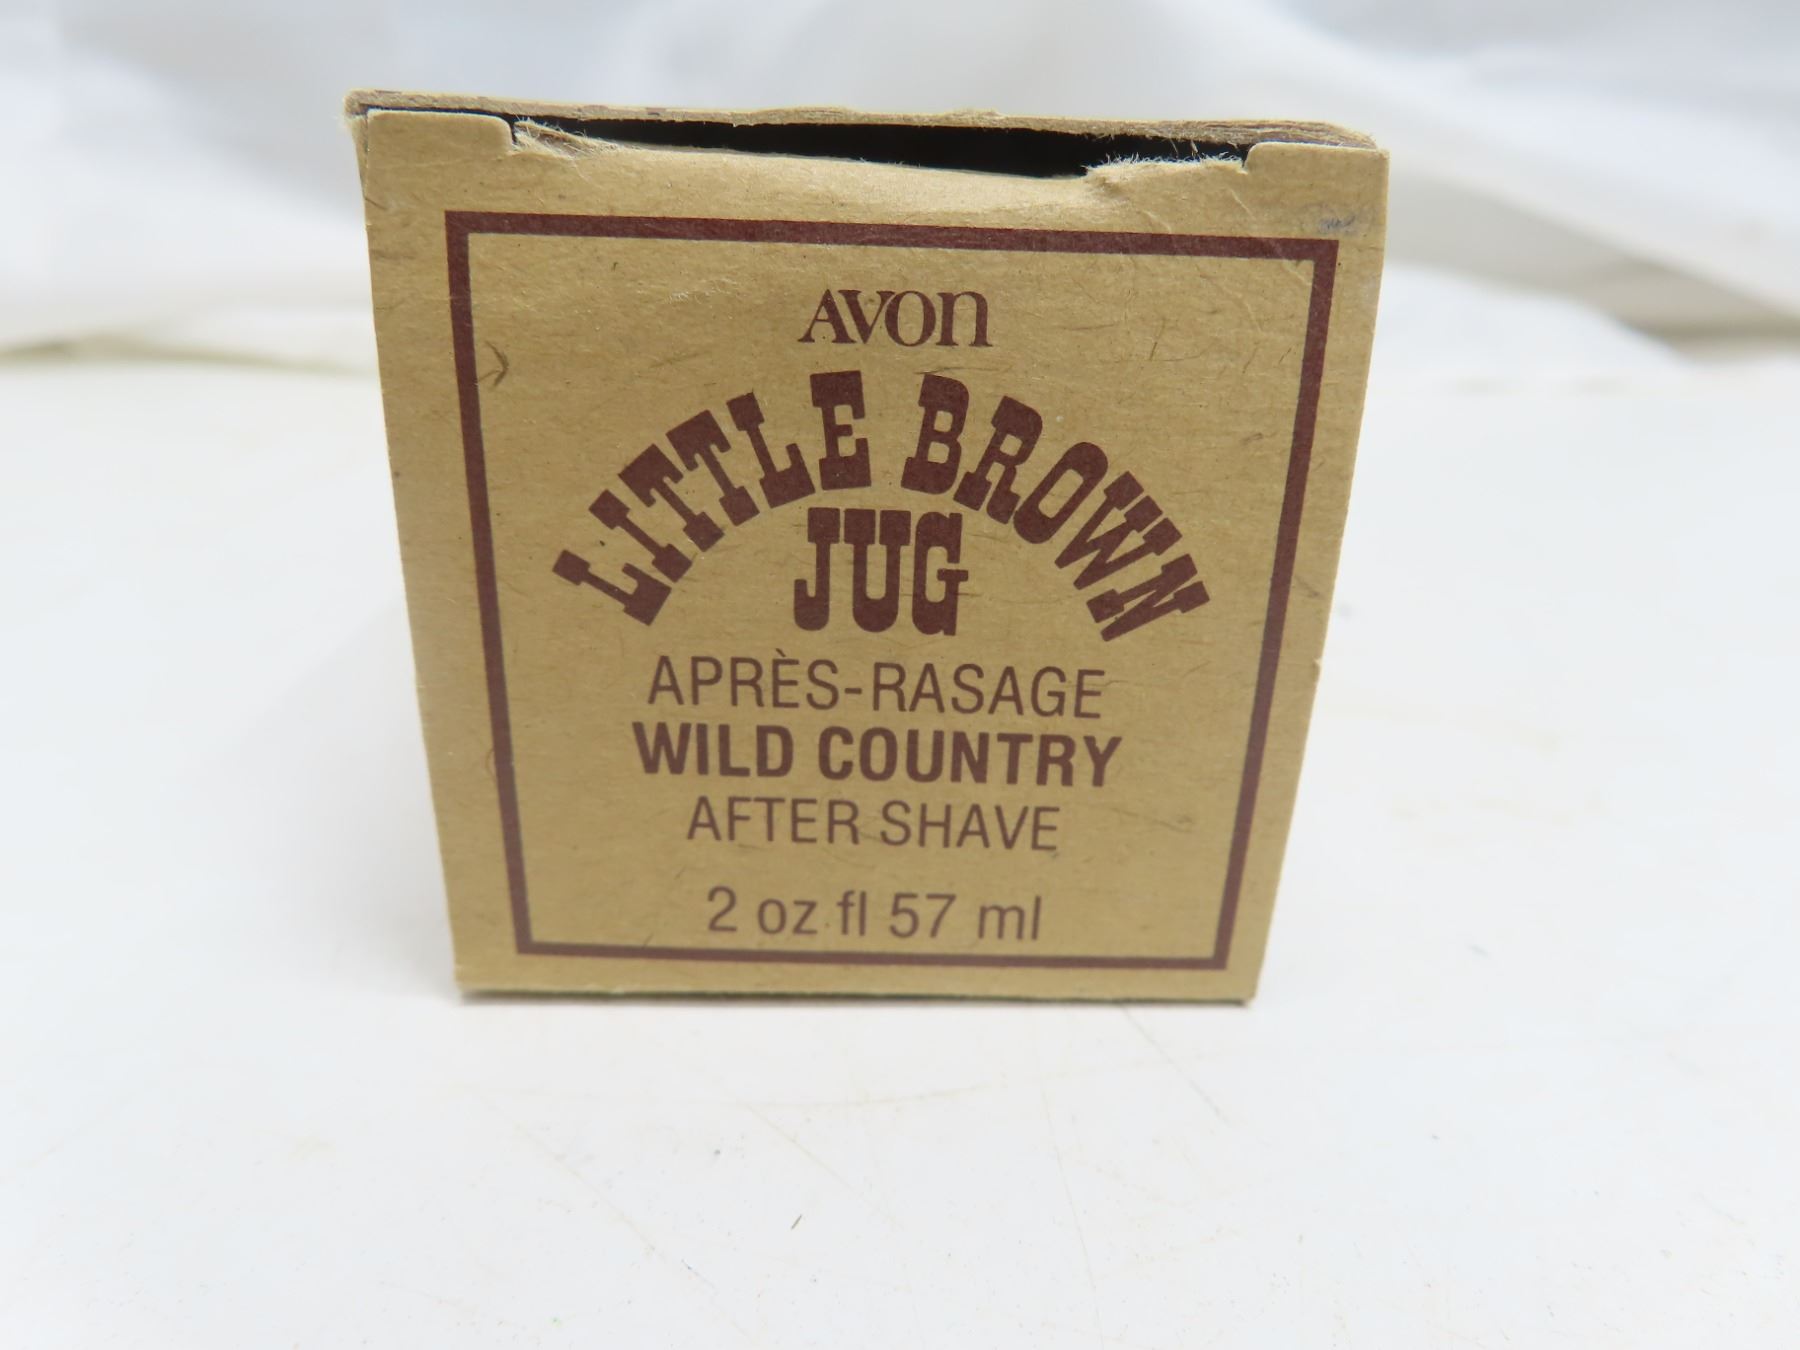 AVON
LITTLE BROWN
JUG
APRÈS-RASAGE
WILD COUNTRY
AFTER SHAVE
2 oz fl 57 ml